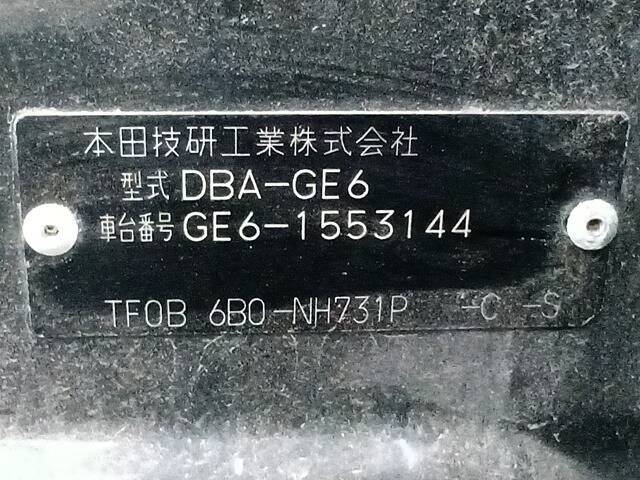 本田技研工業株式会社
型式 DBA-GE6
車台番号 GE6-1553144
TF0B 6B0-NH731P -C -S